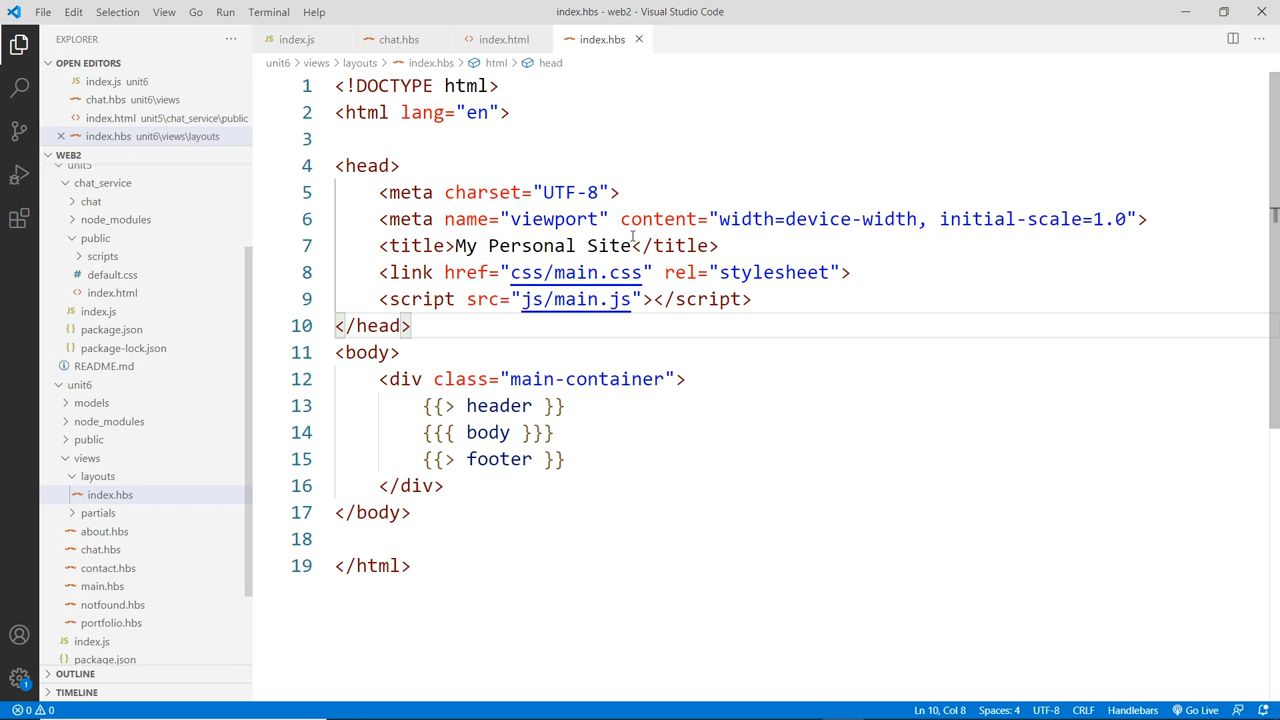 File Edit Selection View Go Run Terminal Help index.hbs - web2 - Visual Studio Code
EXPLORER ···
index.js chat.hbs index.html index.hbs
unit6 > views > layouts > index.hbs > html > head
OPEN EDITORS
index.js unit6
chat.hbs unit6\views
index.html unit5\chat_service\public
index.hbs unit6\views\layouts
WEB2
unit5
chat_service
chat
node_modules
public
scripts
default.css
index.html
index.js
package.json
package-lock.json
README.md
unit6
models
node_modules
public
views
layouts
index.hbs
partials
about.hbs
chat.hbs
contact.hbs
main.hbs
notfound.hbs
portfolio.hbs
index.js
package.json
OUTLINE
TIMELINE
1 <!DOCTYPE html>
2 <html lang="en">
3
4 <head>
5 <meta charset="UTF-8">
6 <meta name="viewport" content="width=device-width, initial-scale=1.0">
7 <title>My Personal Site</title>
8 <link href="css/main.css" rel="stylesheet">
9 <script src="js/main.js"></script>
10 </head>
11 <body>
12 <div class="main-container">
13 {{> header }}
14 {{{ body }}}
15 {{> footer }}
16 </div>
17 </body>
18
19 </html>
1
0 0 Ln 10, Col 8 Spaces: 4 UTF-8 CRLF Handlebars Go Live